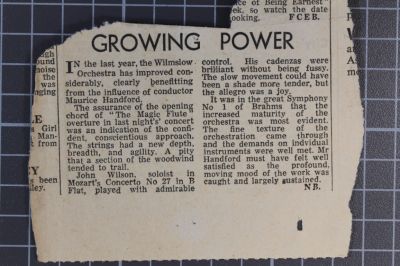 ce of Being Earnest"
ek, so watch the date
ooking. F C E B.
GROWING POWER
IN the last year, the Wilmslow
Orchestra has improved con-
siderably, clearly benefitting
from the influence of conductor
Maurice Handford.
The assurance of the opening
chord of "The Magic Flute"
overture in last night's concert
was an indication of the confi-
dent, conscientious approach.
The strings had a new depth,
breadth, and agility. A pity
that a section of the woodwind
tended to trail.
John Wilson, soloist in
Mozart's Concerto No 27 in B
Flat, played with admirable
control. His cadenzas were
brilliant without being fussy.
The slow movement could have
been a shade more tender, but
the allegro was a joy.
It was in the great Symphony
No 1 of Brahms that the
increased maturity of the
orchestra was most evident.
The fine texture of the
orchestration came through
and the demands on indvidual
instruments were well met. Mr
Handford must have felt well
satisfied as the profound,
moving mood of the work was
caught and largely sustained.
N B.